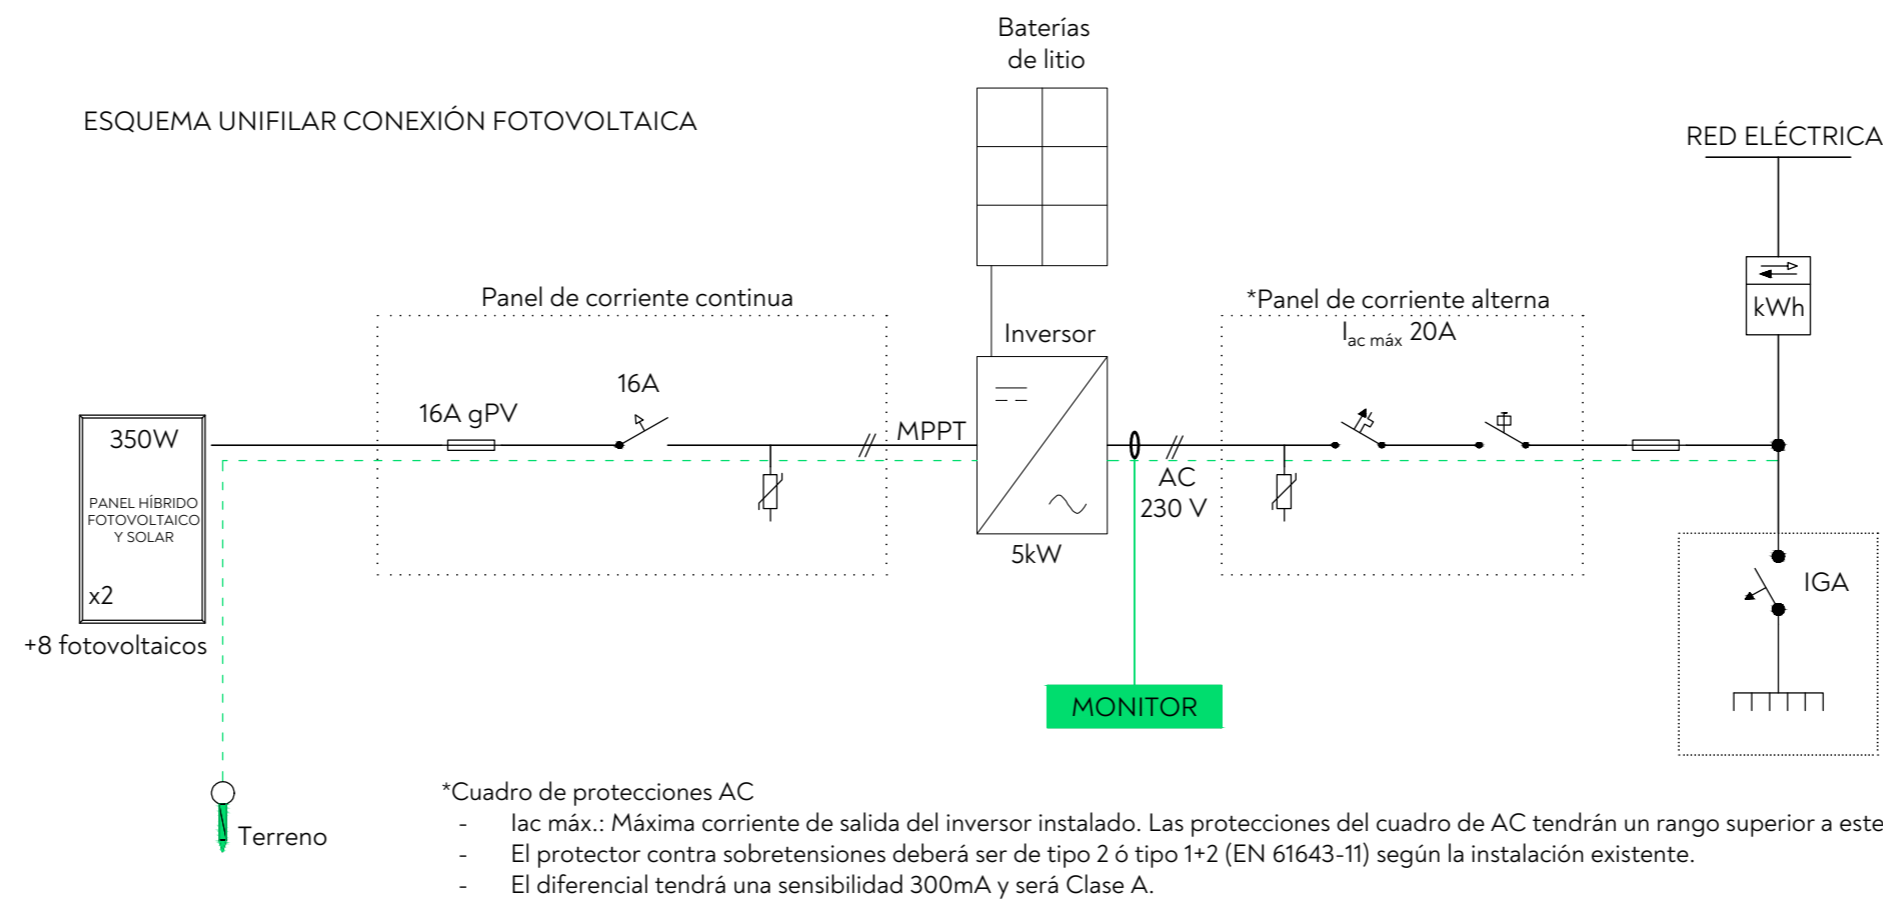 Baterías
de litio
ESQUEMA UNIFILAR CONEXIÓN FOTOVOLTAICA
RED ELÉCTRICA
kWh
Panel de corriente continua
*Panel de corriente alterna
Iac máx 20A
Inversor
16A
16A gPV
MPPT
350W
PANEL HÍBRIDO
FOTOVOLTAICO
Y SOLAR
x2
+8 fotovoltaicos
AC
230 V
5kW
IGA
MONITOR
Terreno
*Cuadro de protecciones AC
- Iac máx.: Máxima corriente de salida del inversor instalado. Las protecciones del cuadro de AC tendrán un rango superior a este
- El protector contra sobretensiones deberá ser de tipo 2 ó tipo 1+2 (EN 61643-11) según la instalación existente.
- El diferencial tendrá una sensibilidad 300mA y será Clase A.